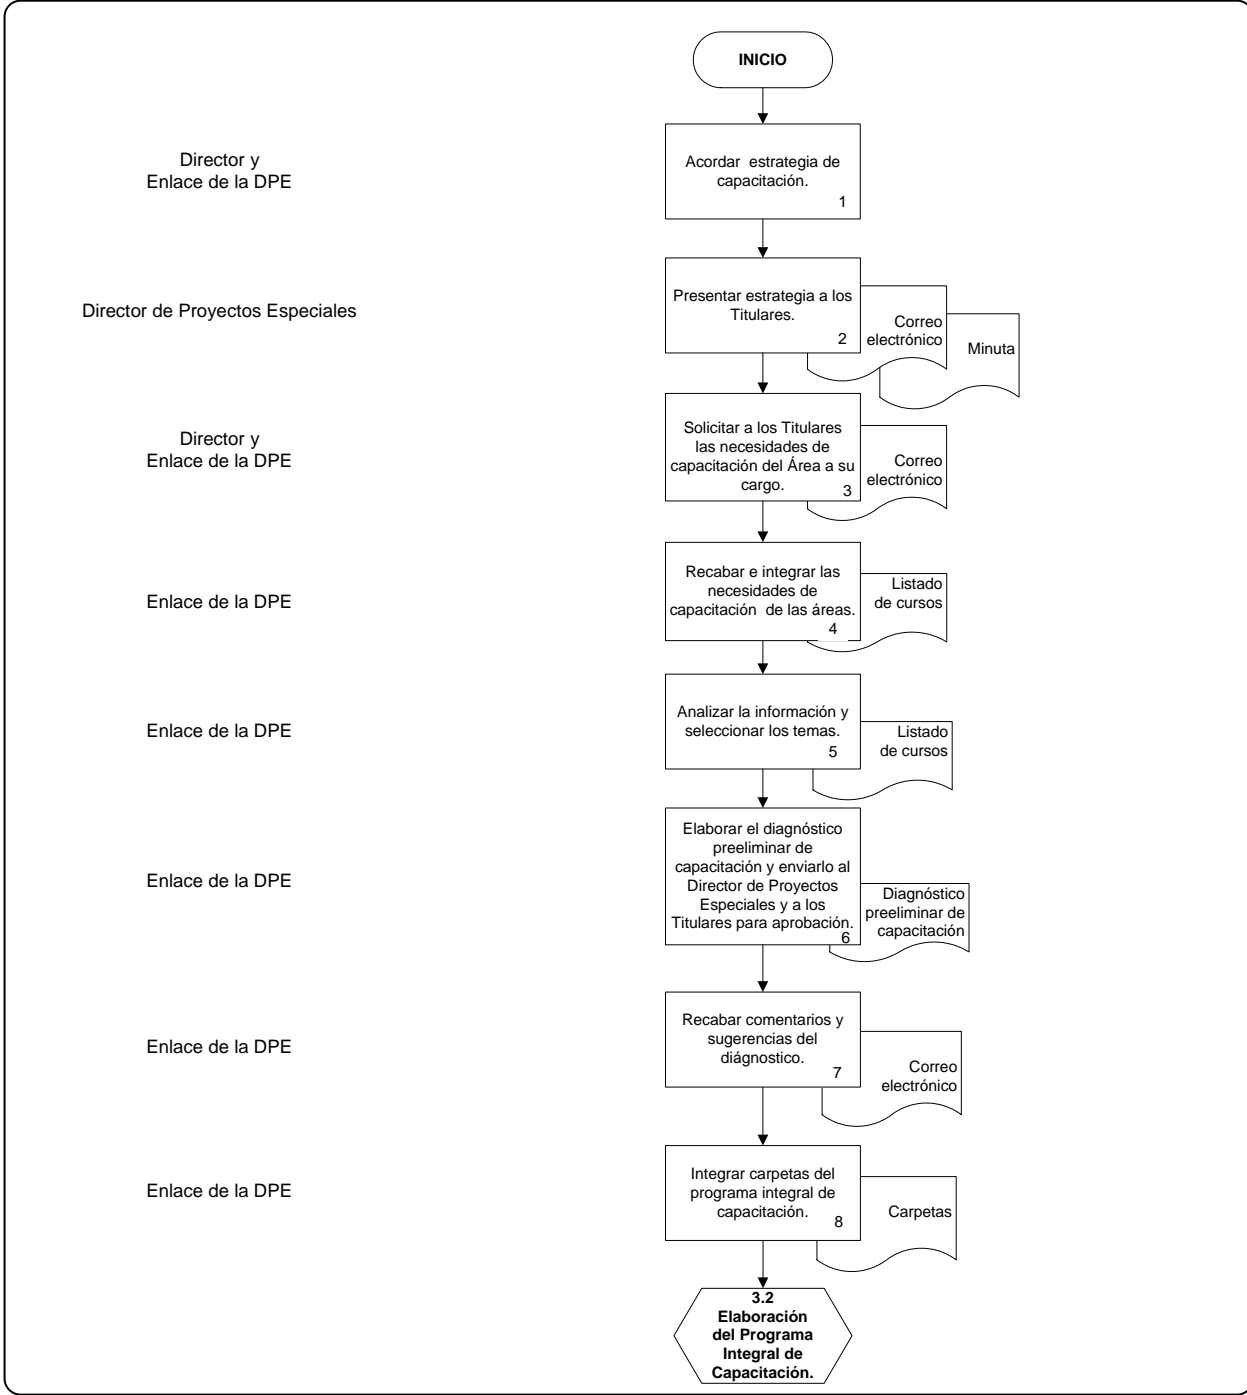 INICIO
Director y
Enlace de la DPE
Acordar estrategia de
capacitación.
1
Director de Proyectos Especiales
Presentar estrategia a los
Titulares.
2
Correo
electrónico
Minuta
Director y
Enlace de la DPE
Solicitar a los Titulares
las necesidades de
capacitación del Área a su
cargo.
3
Correo
electrónico
Enlace de la DPE
Recabar e integrar las
necesidades de
capacitación de las áreas.
4
Listado
de cursos
Enlace de la DPE
Analizar la información y
seleccionar los temas.
5
Listado
de cursos
Enlace de la DPE
Elaborar el diagnóstico
preeliminar de
capacitación y enviarlo al
Director de Proyectos
Especiales y a los
Titulares para aprobación.
6
Diagnóstico
preeliminar de
capacitación
Enlace de la DPE
Recabar comentarios y
sugerencias del
diágnostico.
7
Correo
electrónico
Enlace de la DPE
Integrar carpetas del
programa integral de
capacitación.
8
Carpetas
3.2
Elaboración
del Programa
Integral de
Capacitación.